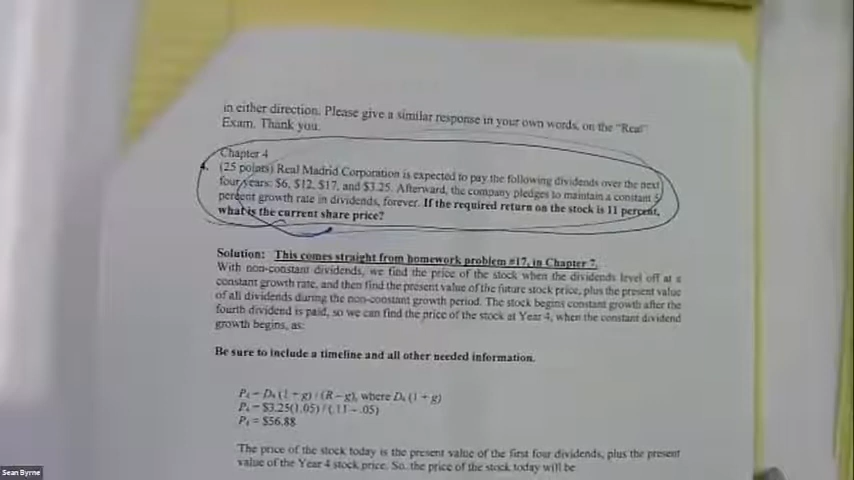 in either direction. Please give a similar response in your own words, on the "Real"
Exam. Thank you.
Chapter 4
(25 points) Real Madrid Corporation is expected to pay the following dividends over the next
four years: $6, $12, $17, and $3.25. Afterward, the company pledges to maintain a constant 5
percent growth rate in dividends, forever. If the required return on the stock is 11 percent,
what is the current share price?
Solution: This comes straight from homework problem #17, in Chapter 7.
With non-constant dividends, we find the price of the stock when the dividends level off at a
constant growth rate, and then find the present value of the future stock price, plus the present value
of all dividends during the non-constant growth period. The stock begins constant growth after the
fourth dividend is paid, so we can find the price of the stock at Year 4, when the constant dividend
growth begins, as:
Be sure to include a timeline and all other needed information.
P₄ = D₄ (1 + g) / (R – g), where D₄ (1 + g)
P₄ = $3.25(1.05) / (.11 – .05)
P₄ = $56.88
The price of the stock today is the present value of the first four dividends, plus the present
value of the Year 4 stock price. So, the price of the stock today will be
Sean Byrne